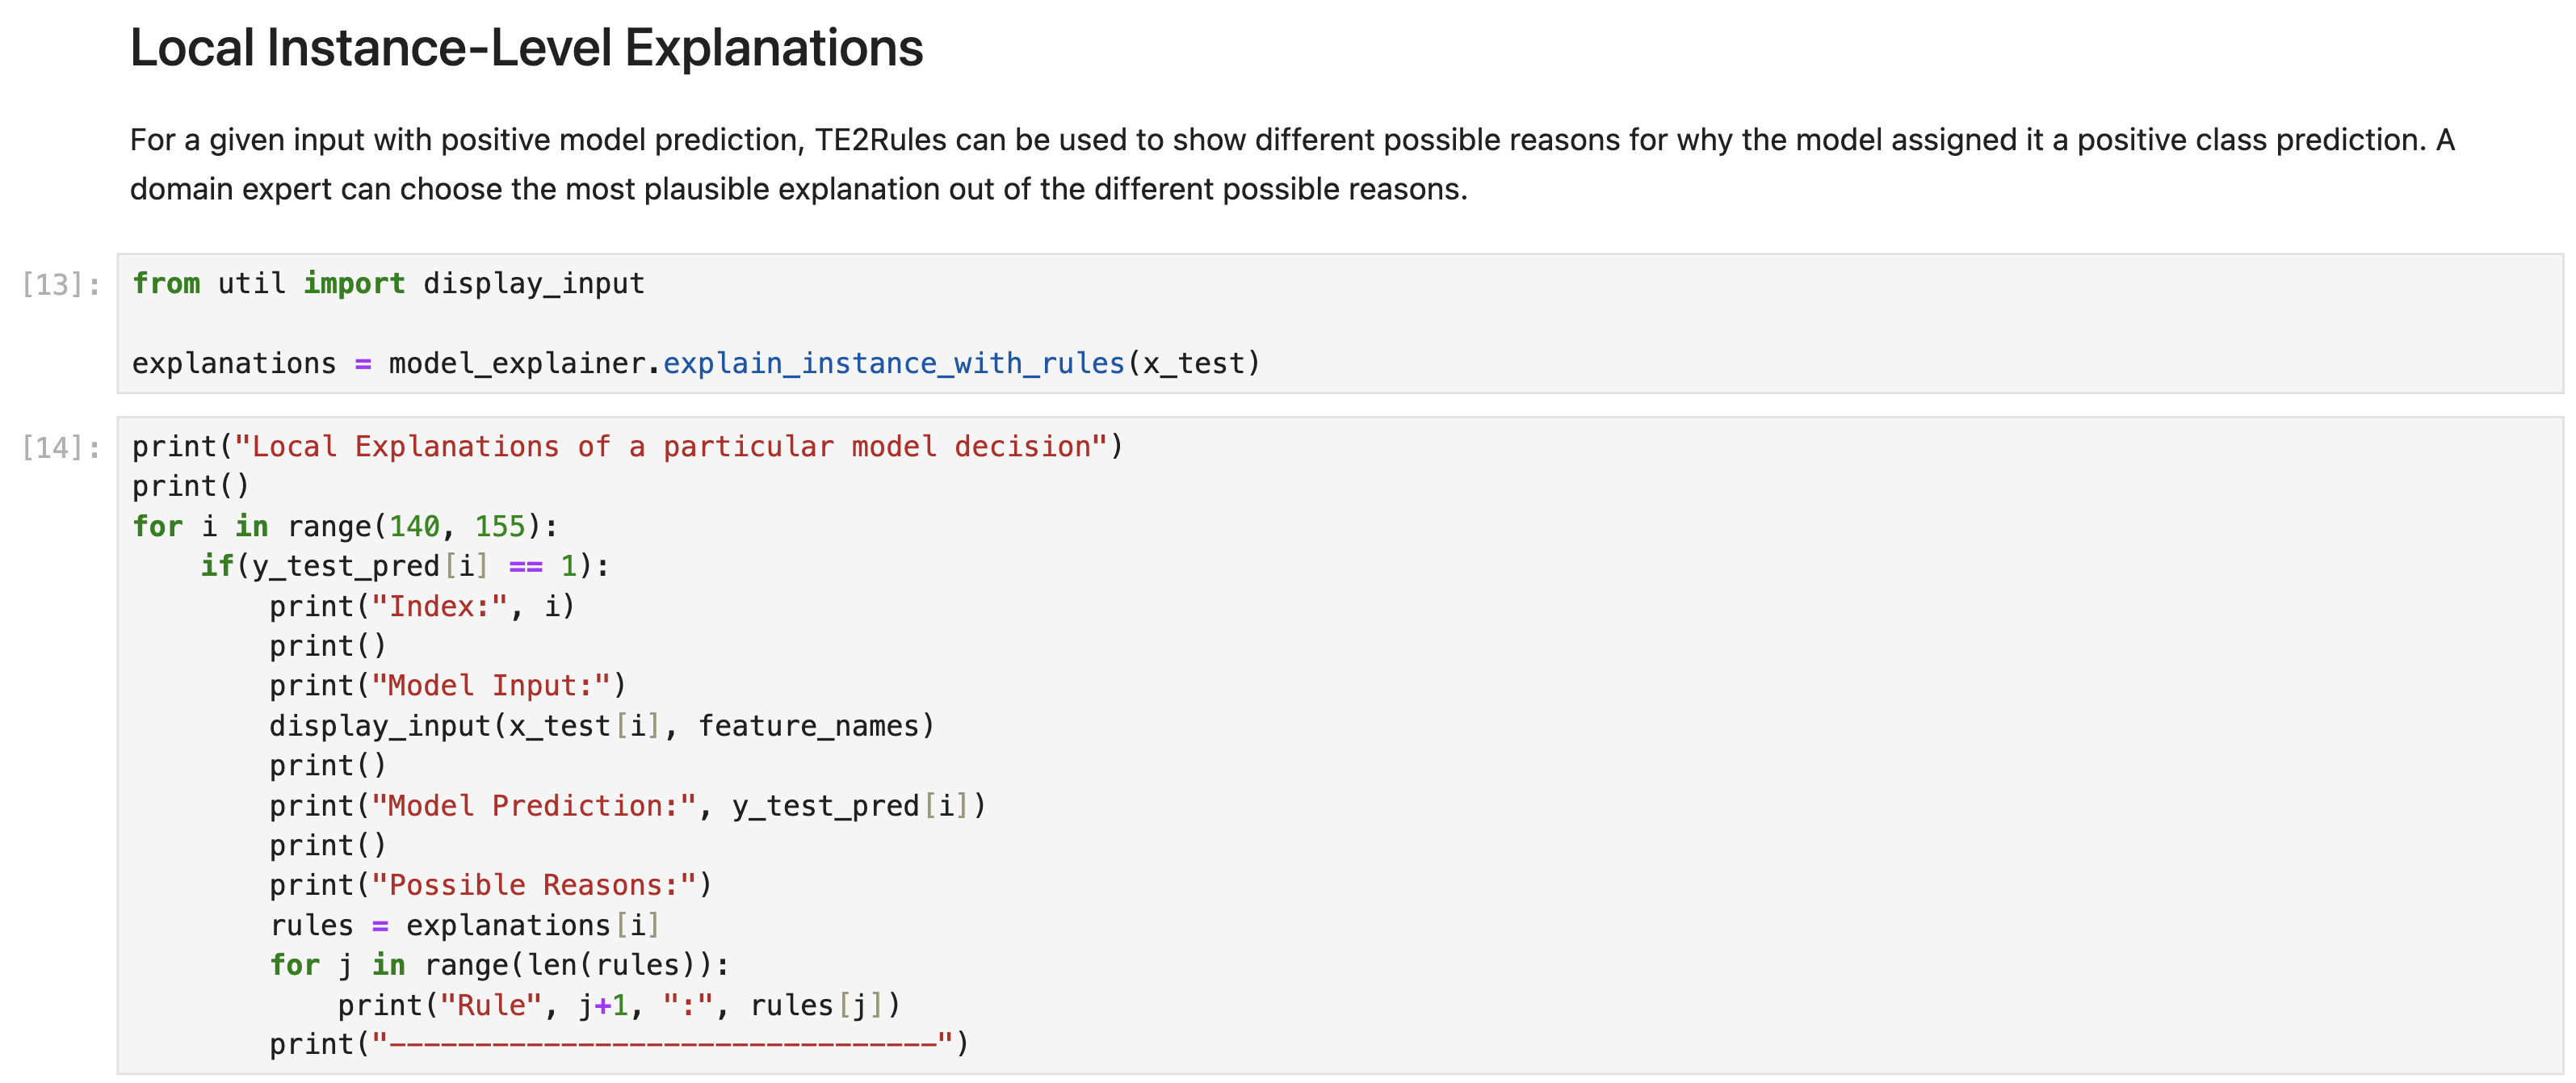 Local Instance-Level Explanations
For a given input with positive model prediction, TE2Rules can be used to show different possible reasons for why the model assigned it a positive class prediction. A
domain expert can choose the most plausible explanation out of the different possible reasons.
[13]: from util import display_input
explanations = model_explainer.explain_instance_with_rules(x_test)
[14]: print("Local Explanations of a particular model decision")
print()
for i in range(140, 155):
    if(y_test_pred[i] == 1):
        print("Index:", i)
        print()
        print("Model Input:")
        display_input(x_test[i], feature_names)
        print()
        print("Model Prediction:", y_test_pred[i])
        print()
        print("Possible Reasons:")
        rules = explanations[i]
        for j in range(len(rules)):
            print("Rule", j+1, ":", rules[j])
        print("--------------------------------")